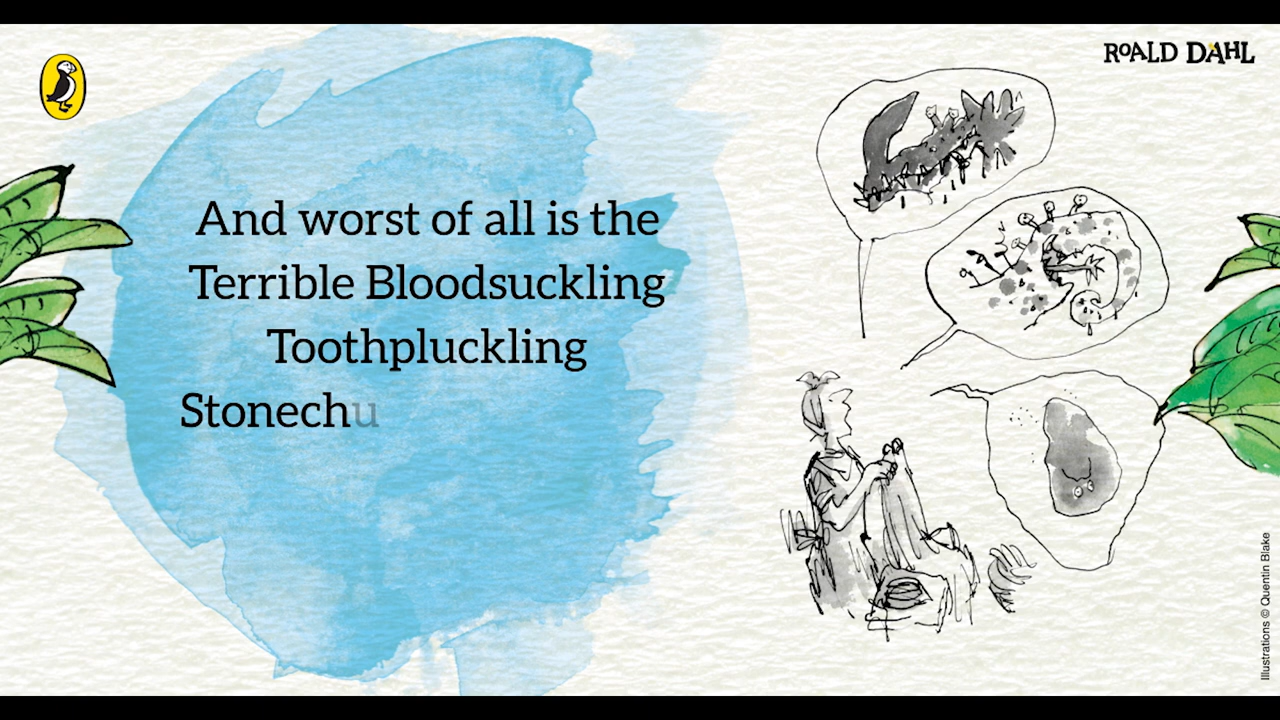 ROALD DAHL
And worst of all is the
Terrible Bloodsuckling
Toothpluckling
Stonechu
Illustrations © Quentin Blake